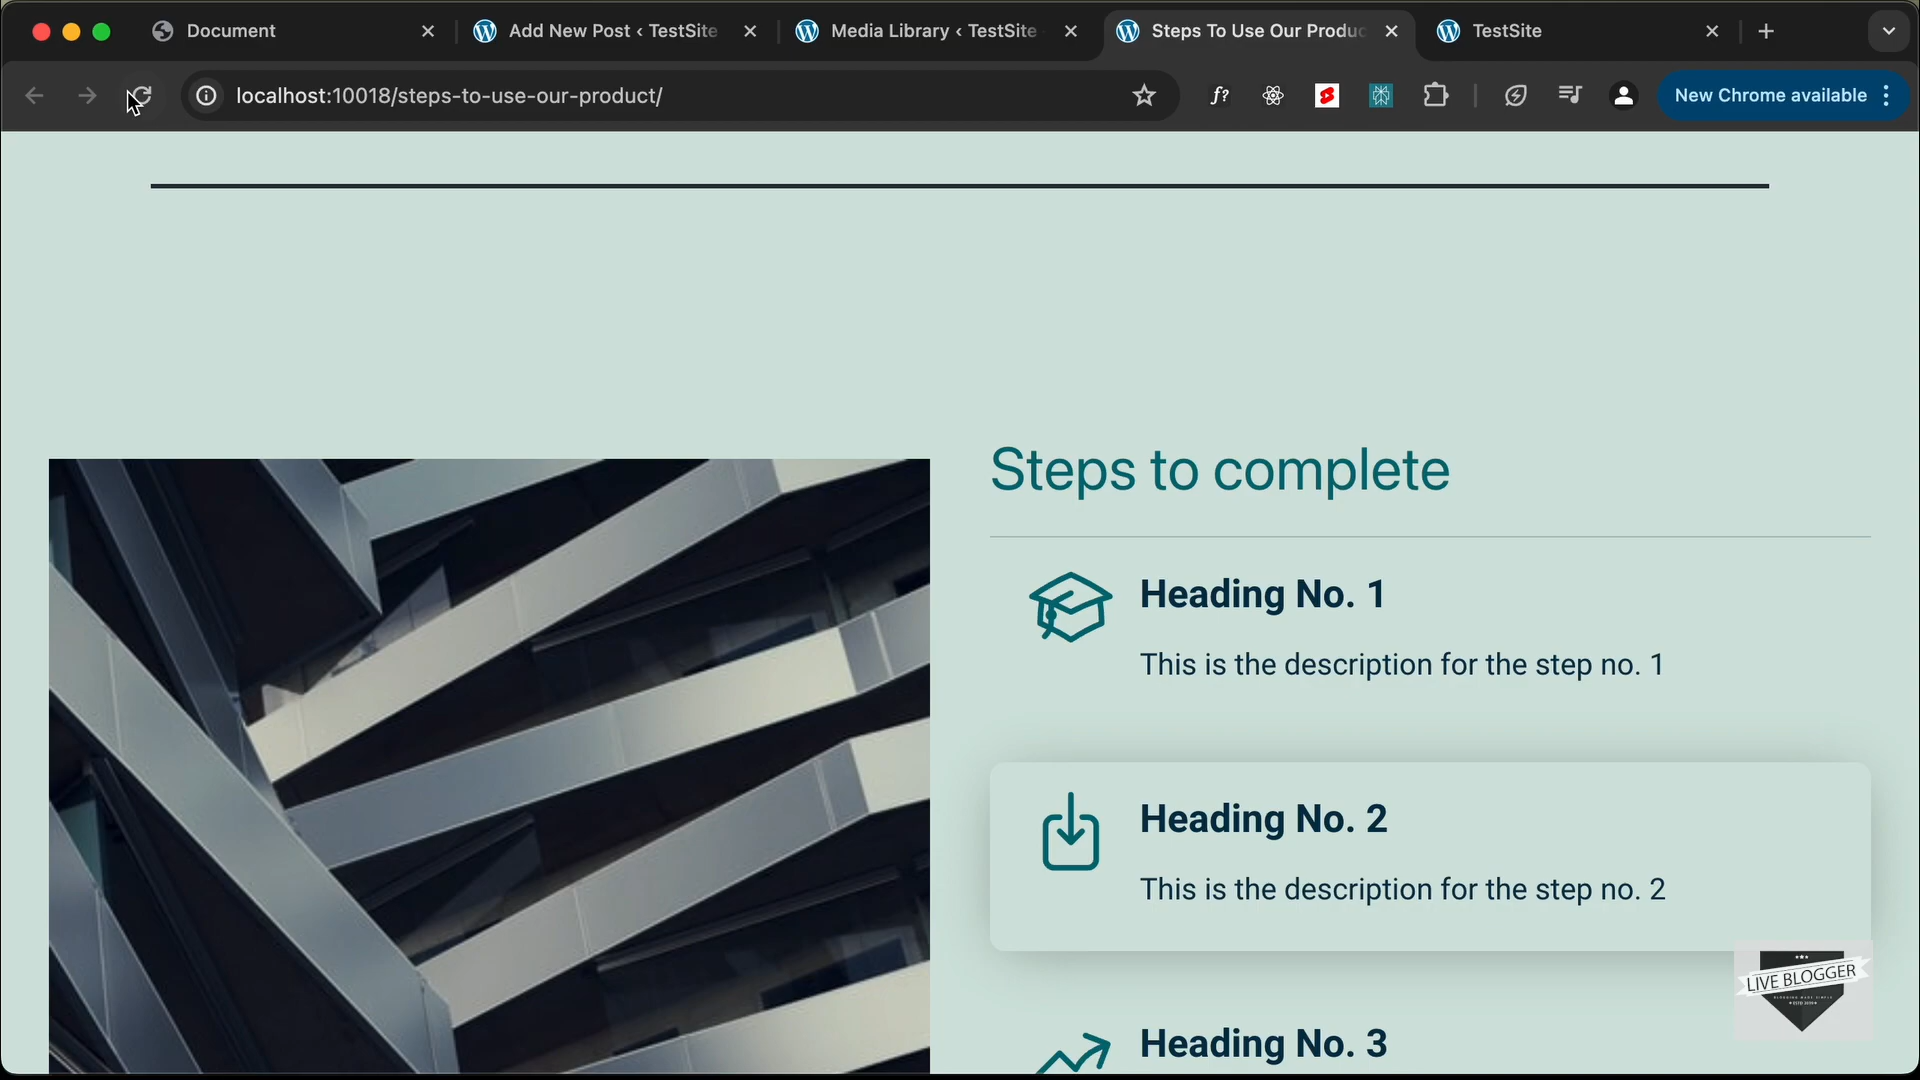 Document
Add New Post ‹ TestSite
Media Library ‹ TestSite
Steps To Use Our Produc
TestSite
localhost:10018/steps-to-use-our-product/
f?
New Chrome available
Steps to complete
Heading No. 1
This is the description for the step no. 1
Heading No. 2
This is the description for the step no. 2
Heading No. 3
LIVE BLOGGER